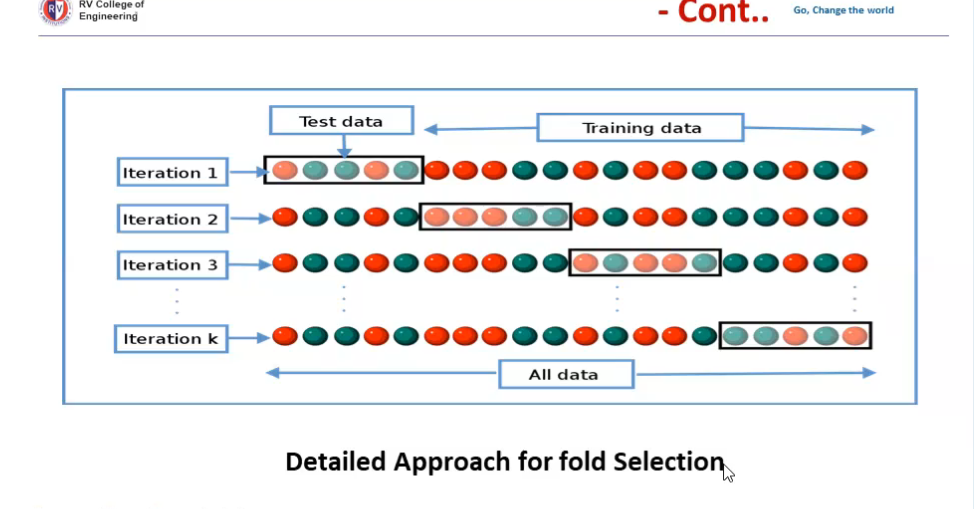 RV College of
Engineering
RV
- Cont..
Go, Change the world
Test data
Training data
Iteration 1
Iteration 2
Iteration 3
Iteration k
All data
Detailed Approach for fold Selection